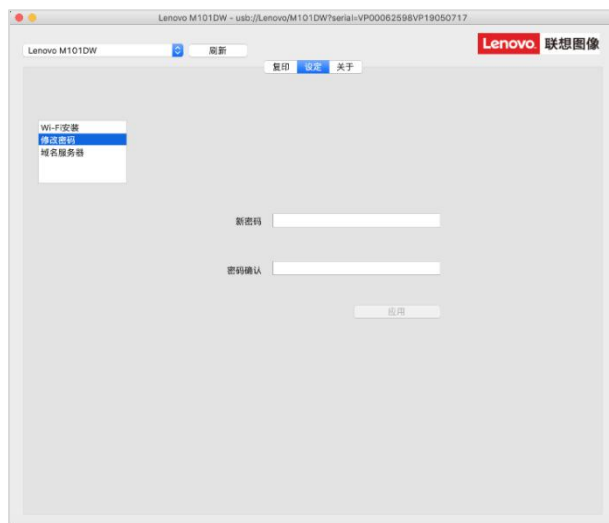 Lenovo M101DW - usb://Lenovo/M101DW?serial=VP00062598VP19050717
Lenovo M101DW
刷新
Lenovo. 联想图像
复印 设定 关于
Wi-Fi安装
修改密码
域名服务器
新密码
密码确认
应用